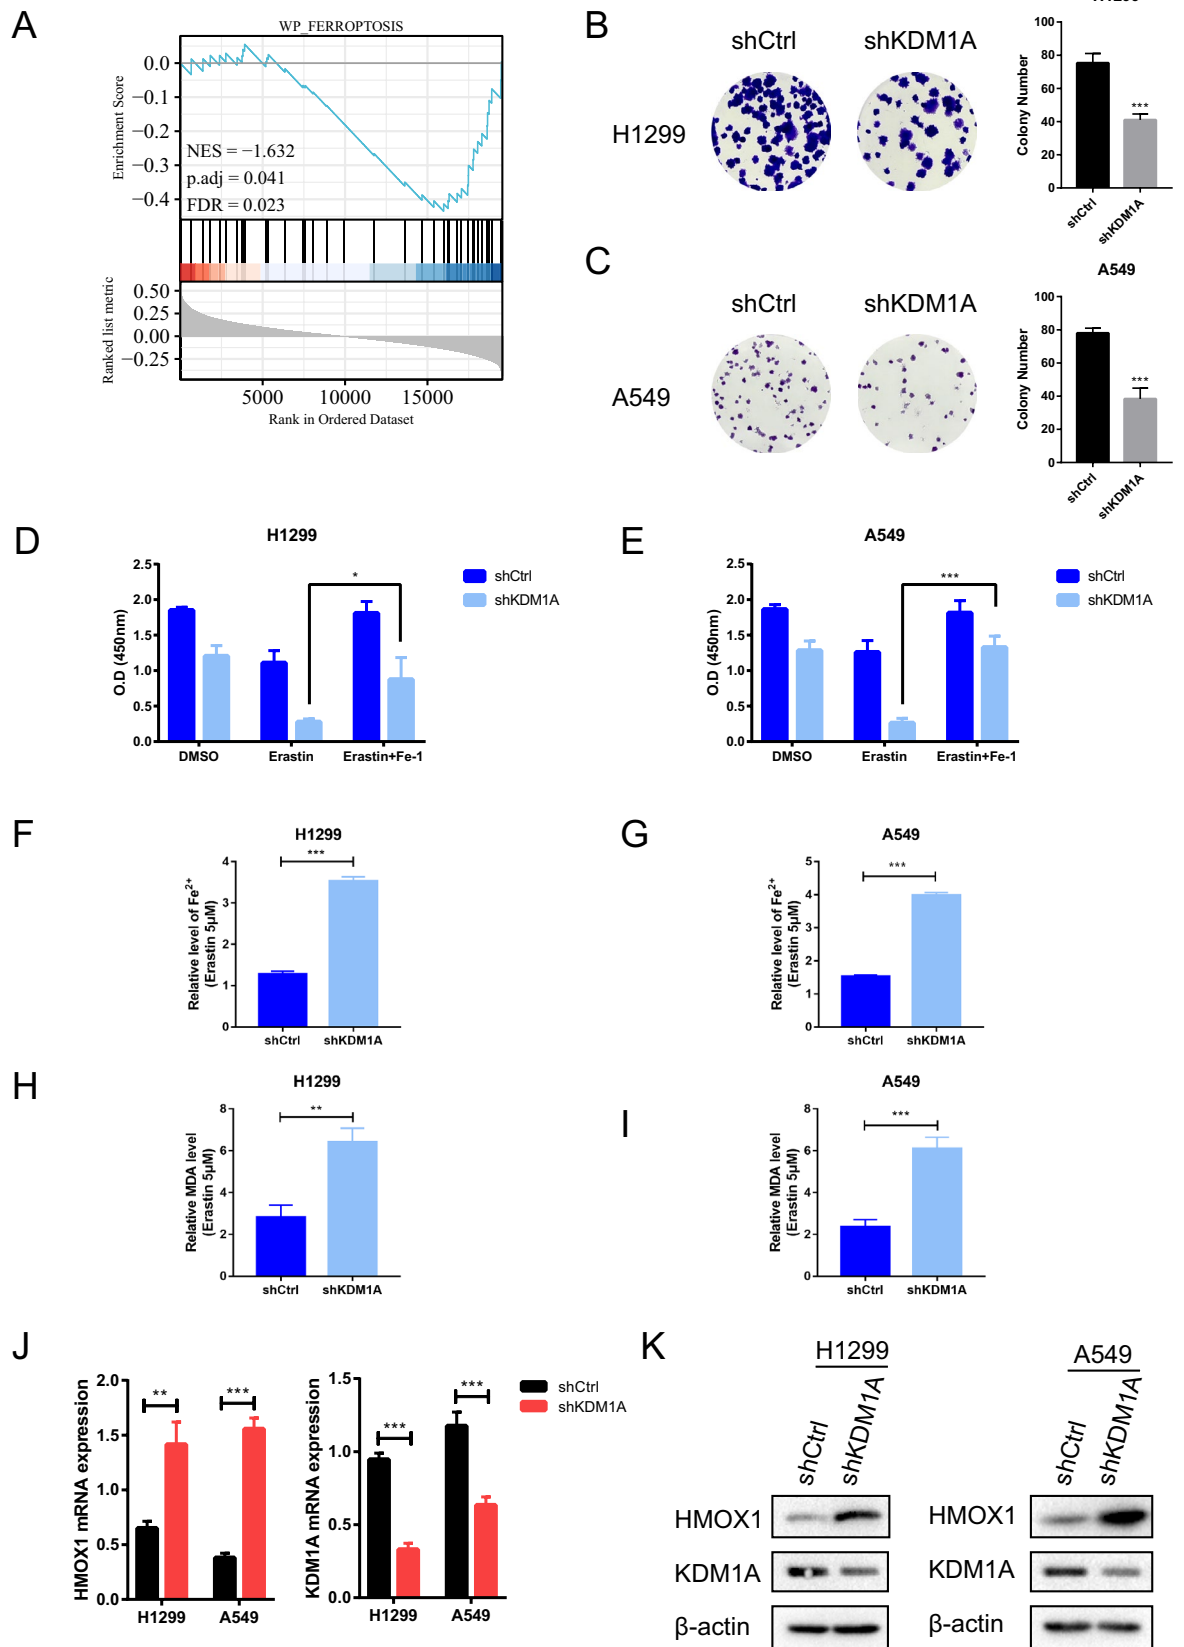 A
WP_FERROPTOSIS
Enrichment Score
0.0
−0.1
−0.2
−0.3
−0.4
NES = −1.632
p.adj = 0.041
FDR = 0.023
Ranked list metric
0.50
0.25
0.00
−0.25
5000 10000 15000
Rank in Ordered Dataset
B
shCtrl shKDM1A
H1299
Colony Number
100
80
60
40
20
0
***
shCtrl shKDM1A
C
shCtrl shKDM1A
A549
A549
Colony Number
100
80
60
40
20
0
***
shCtrl shKDM1A
D
H1299
O.D (450nm)
2.5
2.0
1.5
1.0
0.5
0.0
*
DMSO Erastin Erastin+Fe-1
shCtrl
shKDM1A
E
A549
O.D (450nm)
2.5
2.0
1.5
1.0
0.5
0.0
***
DMSO Erastin Erastin+Fe-1
shCtrl
shKDM1A
F
H1299
Relative level of Fe²⁺
(Erastin 5μM)
4
3
2
1
0
***
shCtrl shKDM1A
G
A549
Relative level of Fe²⁺
(Erastin 5μM)
5
4
3
2
1
0
***
shCtrl shKDM1A
H
H1299
Relative MDA level
(Erastin 5μM)
8
6
4
2
0
**
shCtrl shKDM1A
I
A549
Relative MDA level
(Erastin 5μM)
8
6
4
2
0
***
shCtrl shKDM1A
J
HMOX1 mRNA expression
2.0
1.5
1.0
0.5
0.0
** ***
H1299 A549
KDM1A mRNA expression
1.5
1.0
0.5
0.0
*** ***
H1299 A549
shCtrl
shKDM1A
K
H1299
shCtrl shKDM1A
HMOX1
KDM1A
β-actin
A549
shCtrl shKDM1A
HMOX1
KDM1A
β-actin